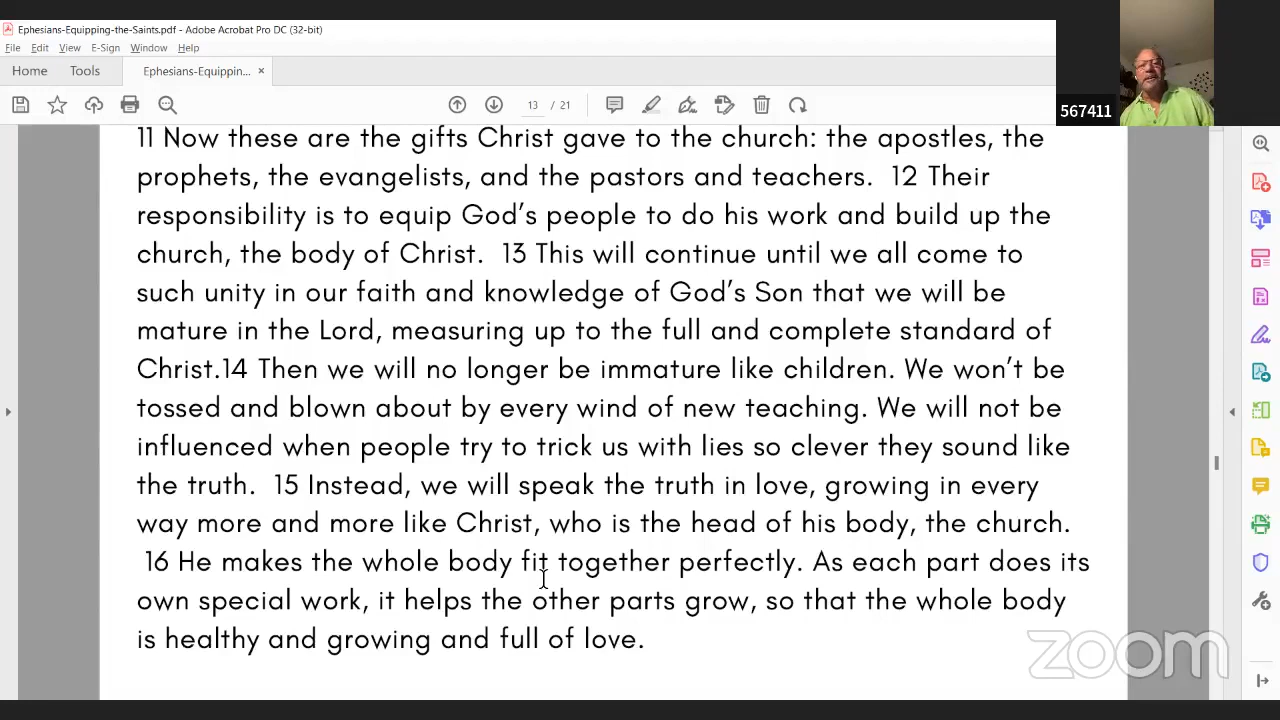 Ephesians-Equipping-the-Saints.pdf - Adobe Acrobat Pro DC (32-bit)
File Edit View E-Sign Window Help
Home Tools Ephesians-Equippin... ×
13 / 21
567411
11 Now these are the gifts Christ gave to the church: the apostles, the
prophets, the evangelists, and the pastors and teachers. 12 Their
responsibility is to equip God’s people to do his work and build up the
church, the body of Christ. 13 This will continue until we all come to
such unity in our faith and knowledge of God’s Son that we will be
mature in the Lord, measuring up to the full and complete standard of
Christ.14 Then we will no longer be immature like children. We won’t be
tossed and blown about by every wind of new teaching. We will not be
influenced when people try to trick us with lies so clever they sound like
the truth. 15 Instead, we will speak the truth in love, growing in every
way more and more like Christ, who is the head of his body, the church.
16 He makes the whole body fit together perfectly. As each part does its
own special work, it helps the other parts grow, so that the whole body
is healthy and growing and full of love.
zoom